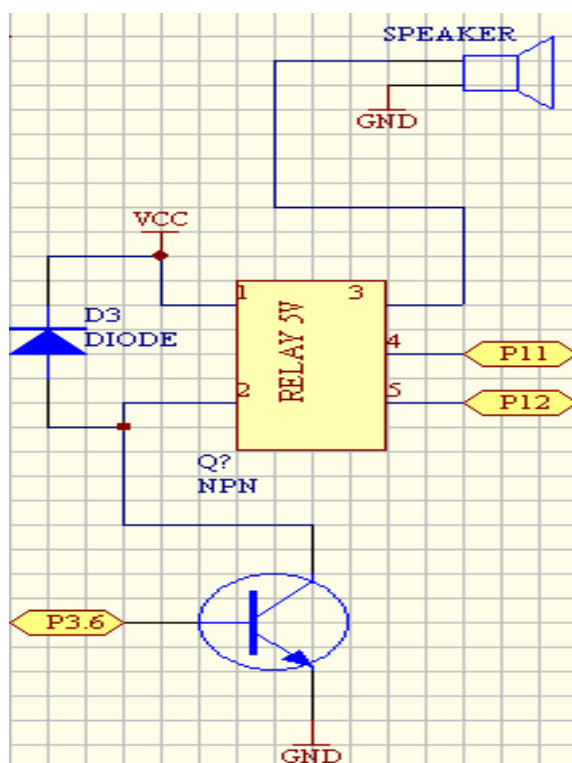 SPEAKER
GND
VCC
1
3
D3
DIODE
RELAY 5V
4
P11
2
5
P12
Q?
NPN
P3.6
GND